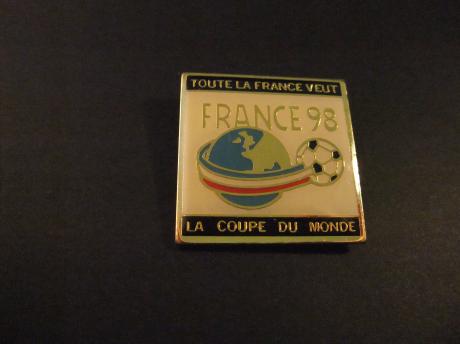 TOUTE LA FRANCE VEUT
FRANCE 98
LA COUPE DU MONDE